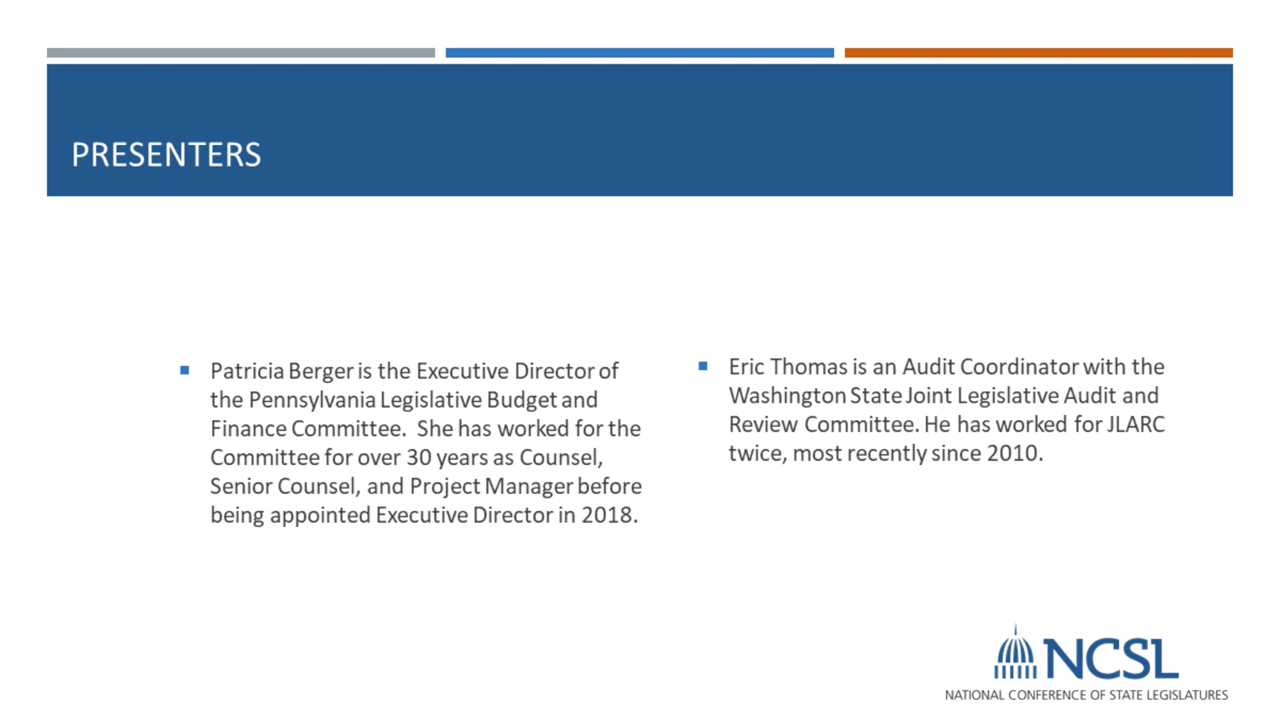 PRESENTERS
Patricia Berger is the Executive Director of
the Pennsylvania Legislative Budget and
Finance Committee.  She has worked for the
Committee for over 30 years as Counsel,
Senior Counsel, and Project Manager before
being appointed Executive Director in 2018.
Eric Thomas is an Audit Coordinator with the
Washington State Joint Legislative Audit and
Review Committee. He has worked for JLARC
twice, most recently since 2010.
NCSL
NATIONAL CONFERENCE OF STATE LEGISLATURES